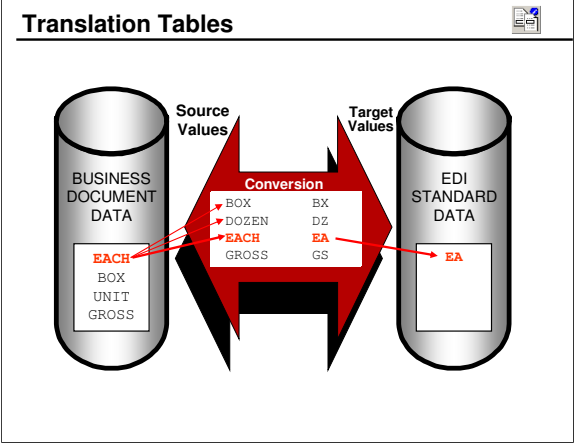 Translation Tables
Source
Values
Target
Values
BUSINESS
DOCUMENT
DATA
EACH
BOX
UNIT
GROSS
Conversion
BOX BX
DOZEN DZ
EACH EA
GROSS GS
EDI
STANDARD
DATA
EA